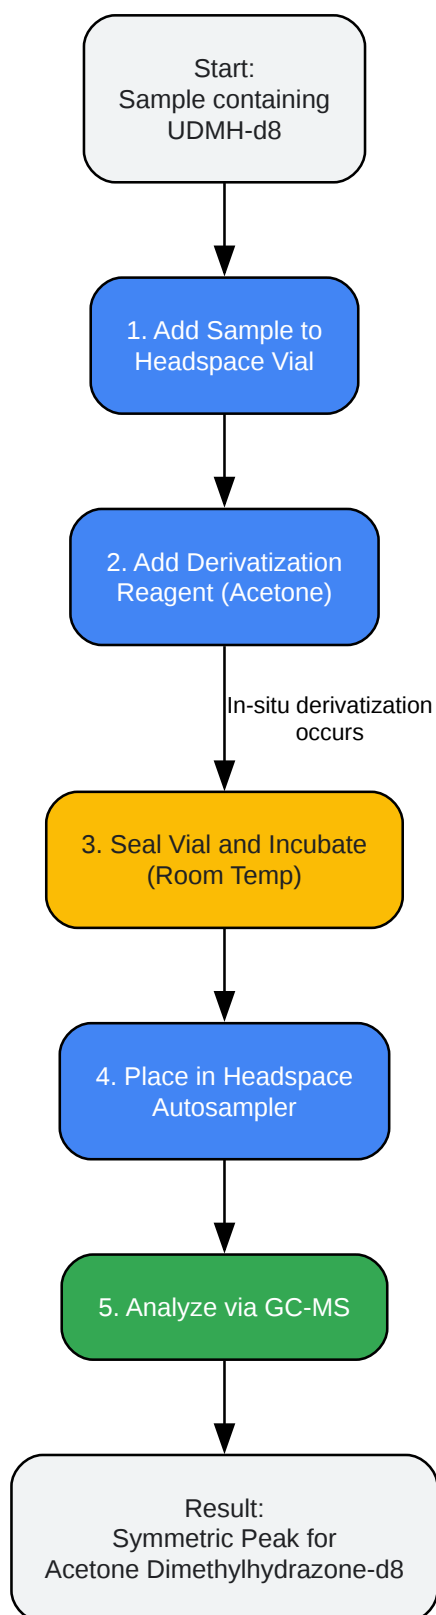 Start:
Sample containing
UDMH-d8
1. Add Sample to
Headspace Vial
2. Add Derivatization
Reagent (Acetone)
In-situ derivatization
occurs
3. Seal Vial and Incubate
(Room Temp)
4. Place in Headspace
Autosampler
5. Analyze via GC-MS
Result:
Symmetric Peak for
Acetone Dimethylhydrazone-d8